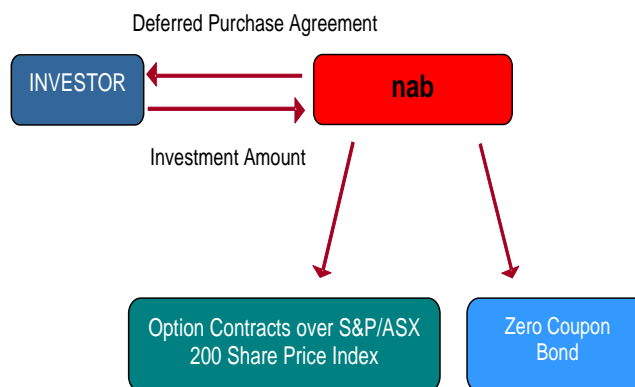 Deferred Purchase Agreement
INVESTOR
nab
Investment Amount
Option Contracts over S&P/ASX
200 Share Price Index
Zero Coupon
Bond